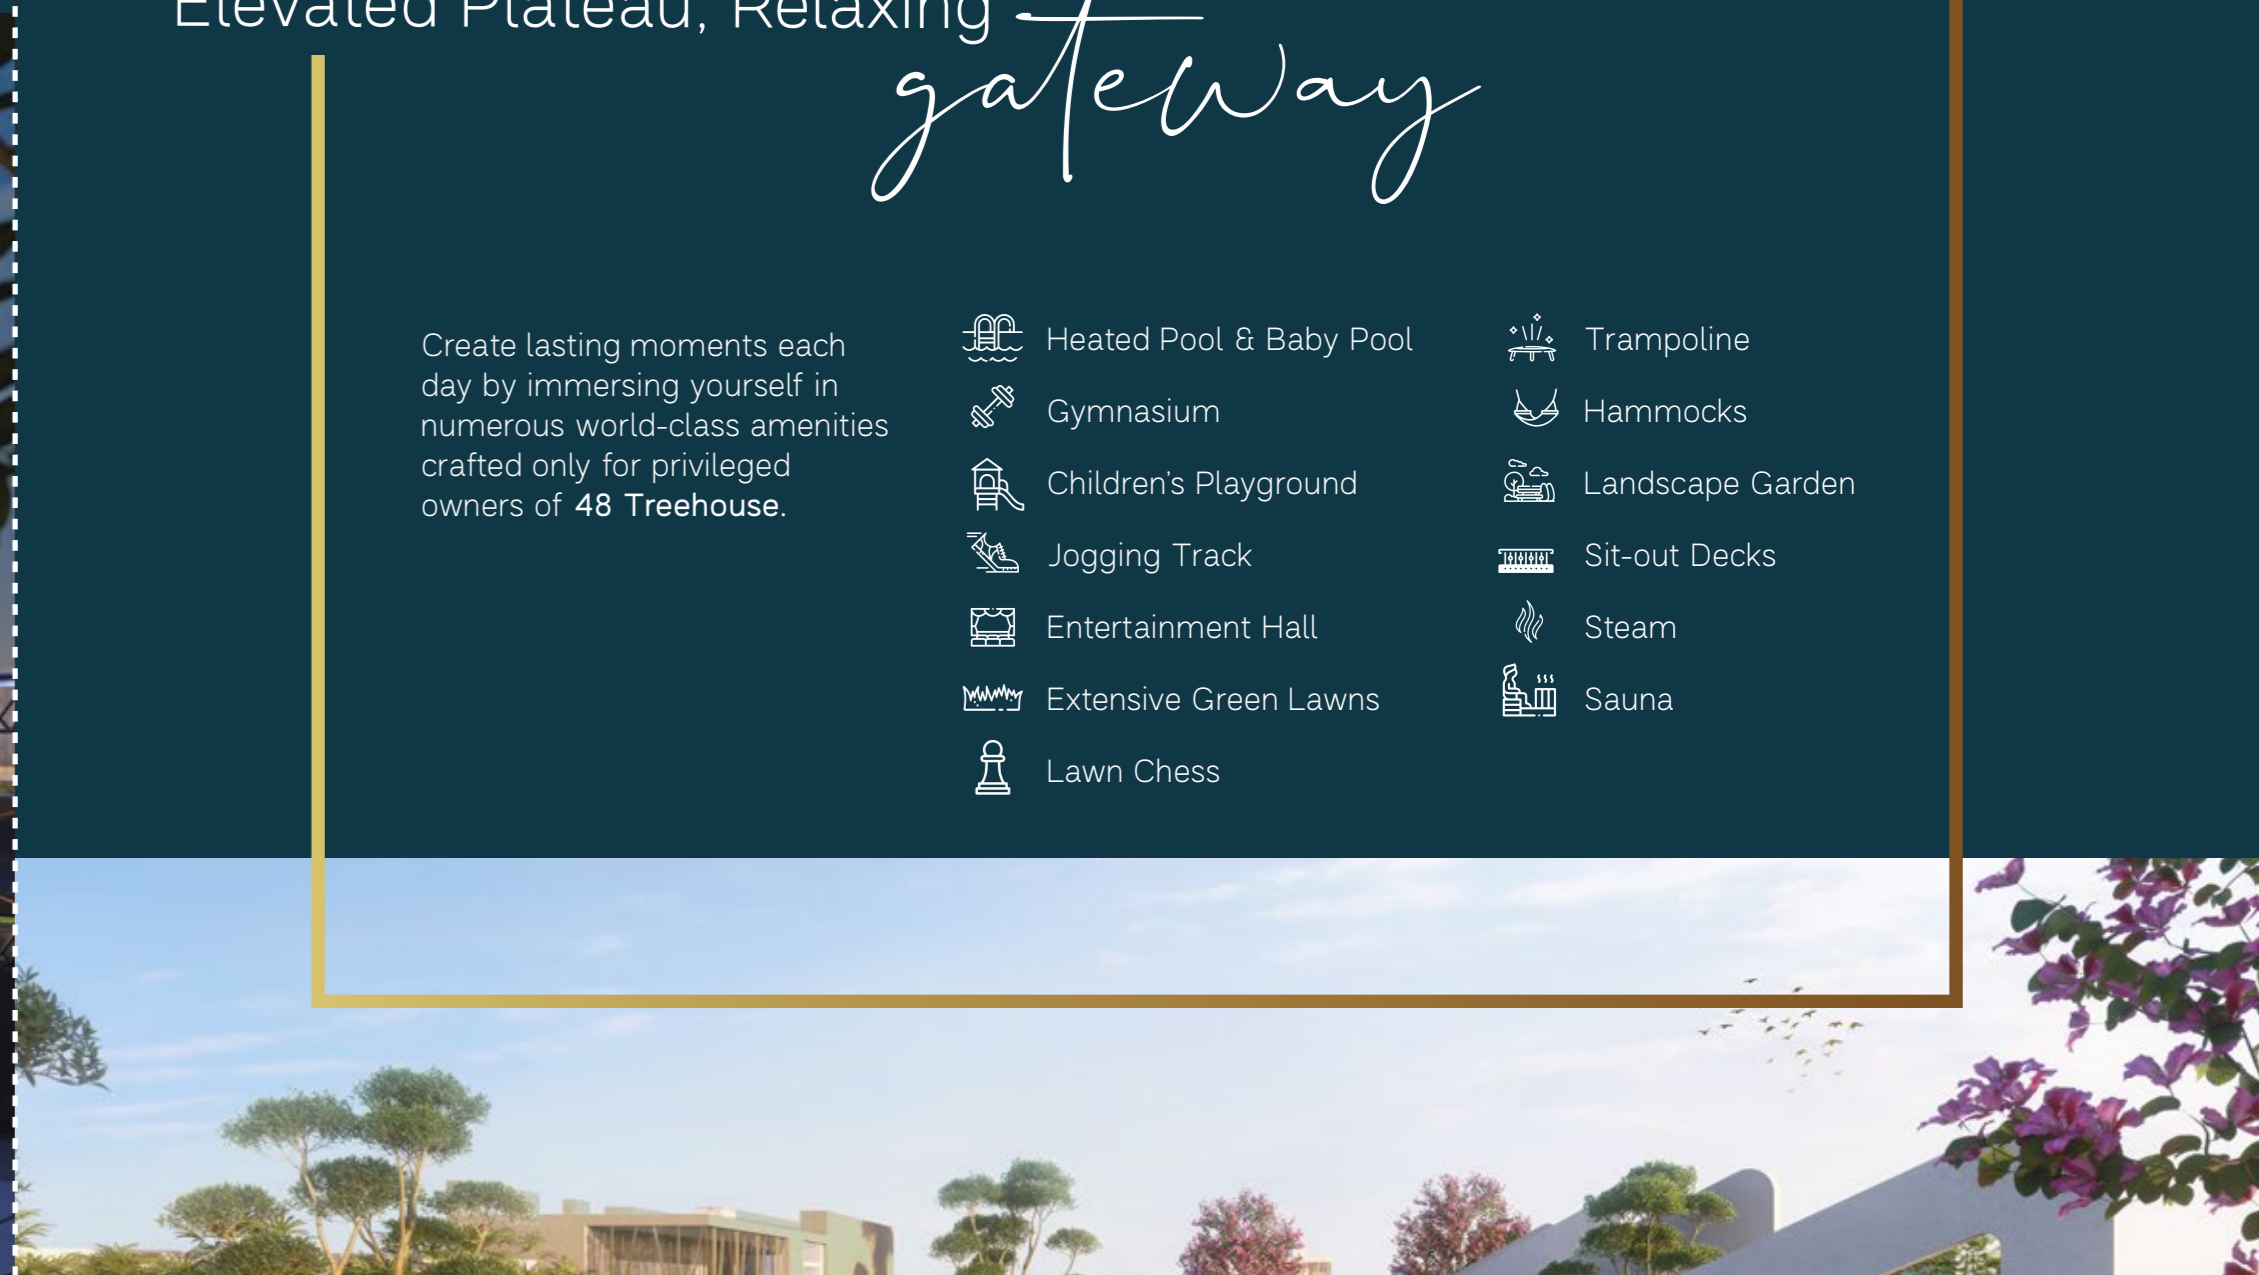 Elevated Plateau, Relaxing
gateway
Create lasting moments each
day by immersing yourself in
numerous world-class amenities
crafted only for privileged
owners of 48 Treehouse.
Heated Pool & Baby Pool
Gymnasium
Children's Playground
Jogging Track
Entertainment Hall
Extensive Green Lawns
Lawn Chess
Trampoline
Hammocks
Landscape Garden
Sit-out Decks
Steam
Sauna